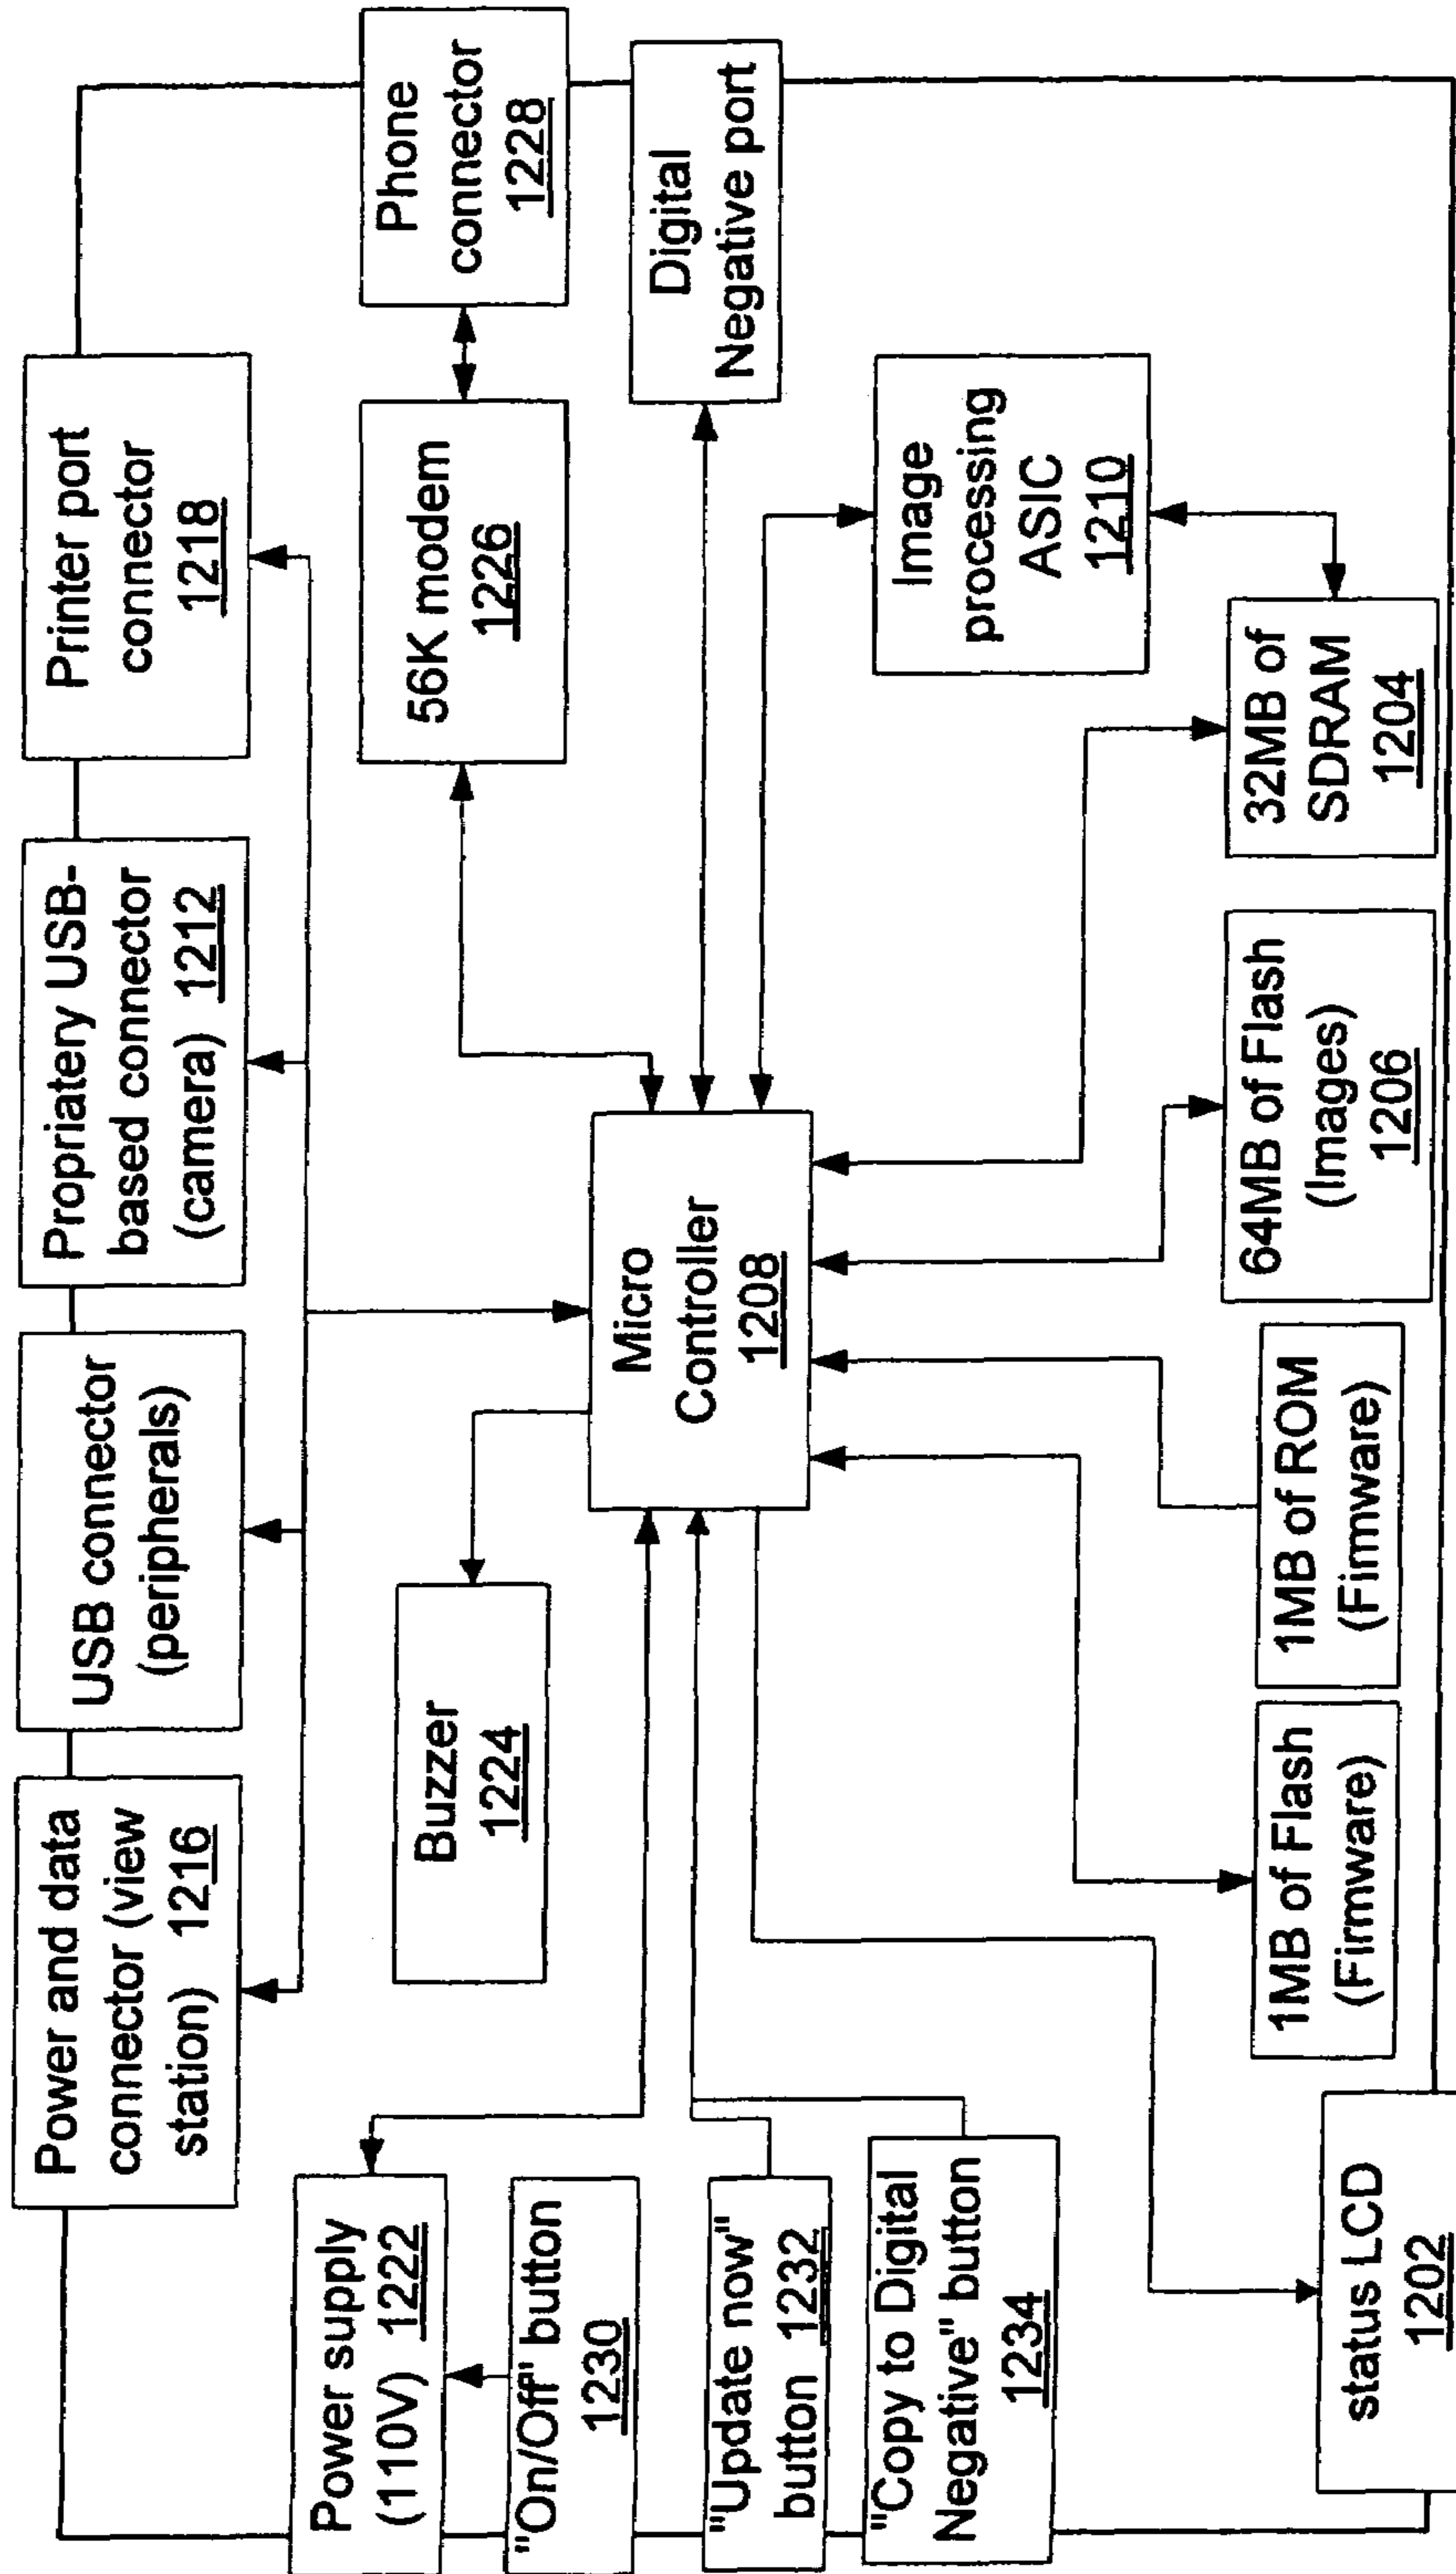 Power and data
connector (view
station) 1216
USB connector
(peripherals)
Propriatery USB-
based connector
(camera) 1212
Printer port
connector
1218
Power supply
(110V) 1222
"On/Off" button
1230
"Update now"
button 1232
"Copy to Digital
Negative" button
1234
Buzzer
1224
Micro
Controller
1208
56K modem
1226
Phone
connector
1228
Digital
Negative port
Image
processing
ASIC
1210
status LCD
1202
1MB of Flash
(Firmware)
1MB of ROM
(Firmware)
64MB of Flash
(Images)
1206
32MB of
SDRAM
1204